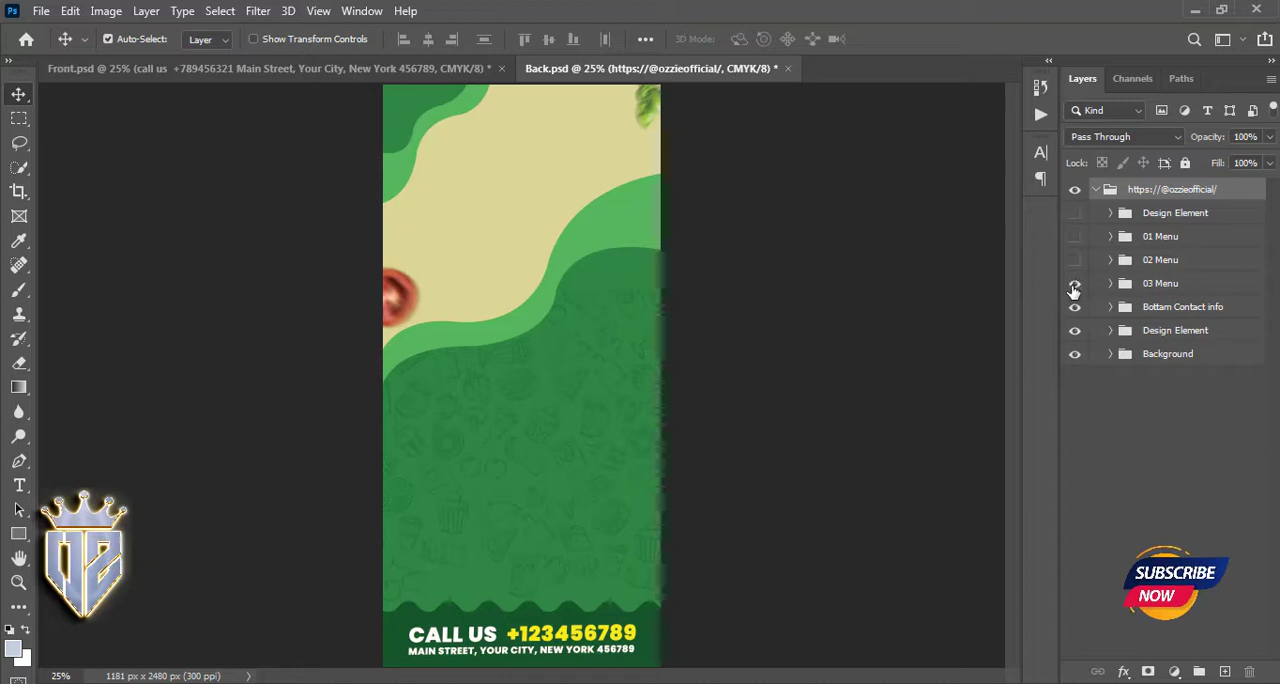 Ps File Edit Image Layer Type Select Filter 3D View Window Help
Auto-Select: Layer Show Transform Controls 3D Mode:
Front.psd @ 25% (call us +789456321 Main Street, Your City, New York 456789, CMYK/8) * × Back.psd @ 25% (https://@ozzieofficial/, CMYK/8) * ×
Layers Channels Paths
Kind
Pass Through Opacity: 100%
Lock: Fill: 100%
https://@ozzieofficial/
Design Element
01 Menu
02 Menu
03 Menu
Bottam Contact info
Design Element
Background
CALL US +123456789
MAIN STREET, YOUR CITY, NEW YORK 456789
SUBSCRIBE
NOW
25% 1181 px x 2480 px (300 ppi)